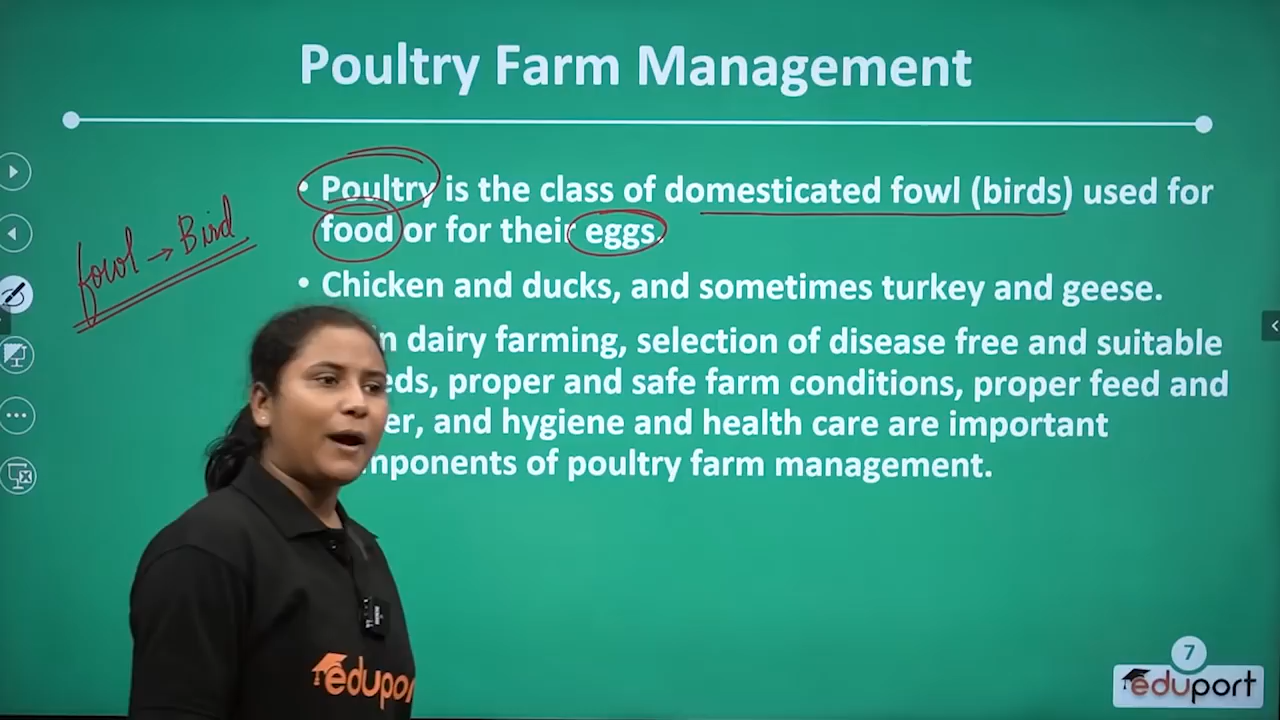 Poultry Farm Management
• Poultry is the class of domesticated fowl (birds) used for
food or for their eggs.
fowl → Bird
• Chicken and ducks, and sometimes turkey and geese.
in dairy farming, selection of disease free and suitable
eds, proper and safe farm conditions, proper feed and
er, and hygiene and health care are important
mponents of poultry farm management.
eduport
7
eduport